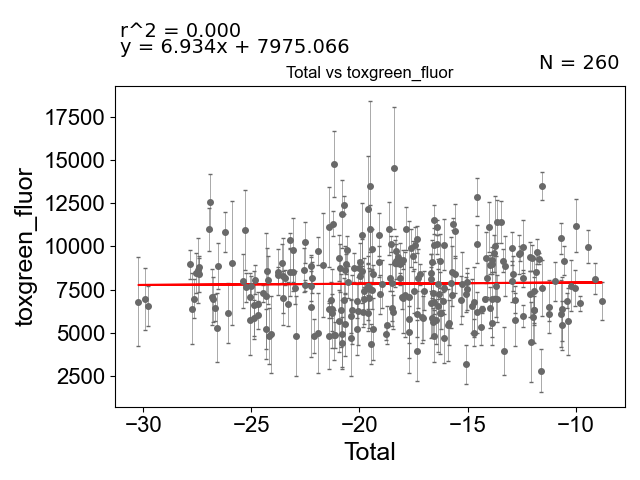 r^2 = 0.000
y = 6.934x + 7975.066
N = 260
Total vs toxgreen_fluor
17500
15000
12500
10000
7500
5000
2500
toxgreen_fluor
−30 −25 −20 −15 −10
Total